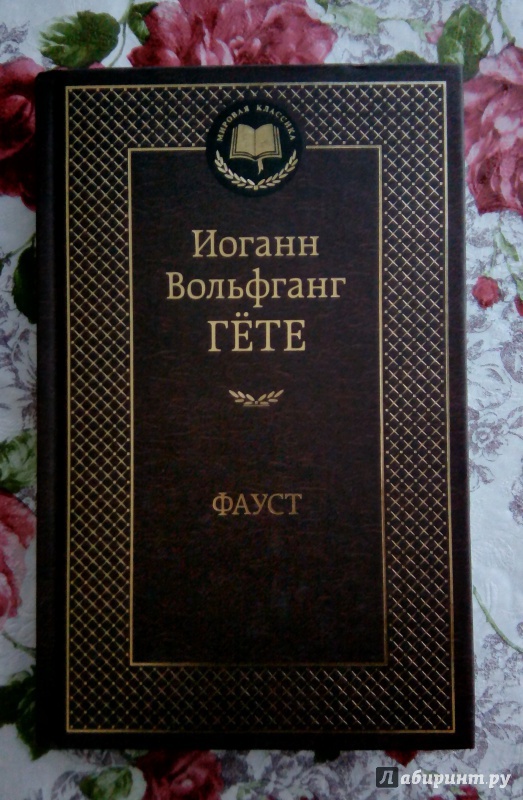 МИРОВАЯ КЛАССИКА
Иоганн
Вольфганг
ГЁТЕ
ФАУСТ
Лабиринт.ру